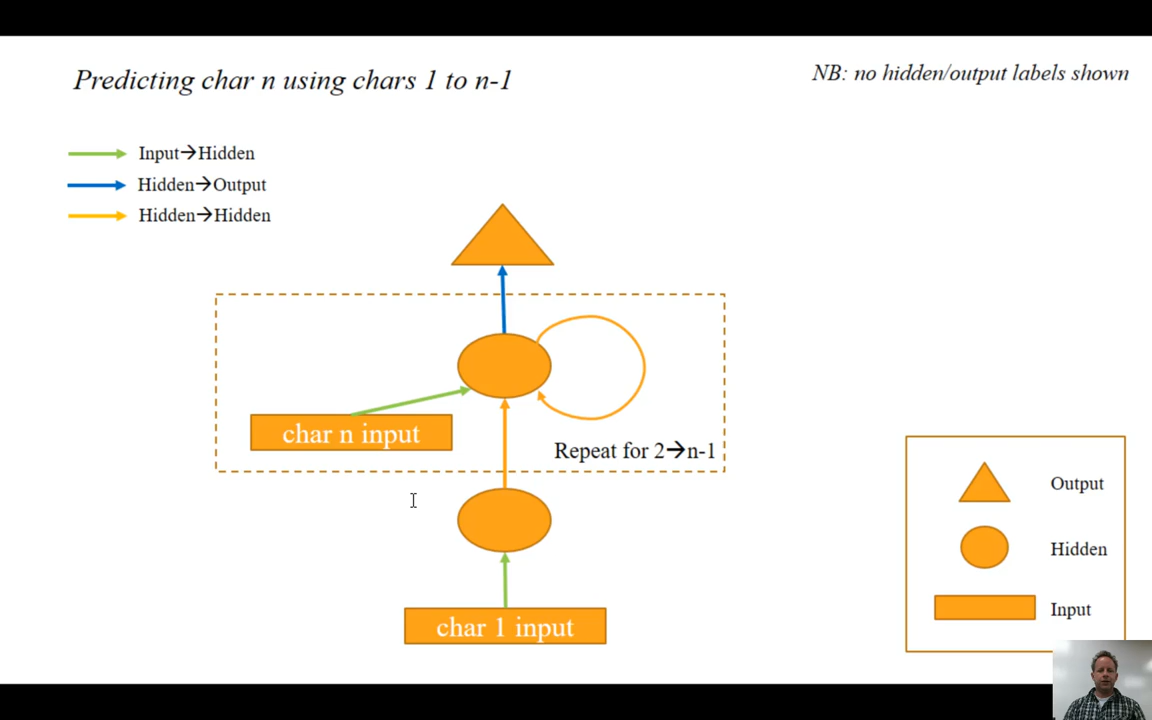 Predicting char n using chars 1 to n-1
NB: no hidden/output labels shown
Input→Hidden
Hidden→Output
Hidden→Hidden
char n input
Repeat for 2→n-1
char 1 input
Output
Hidden
Input